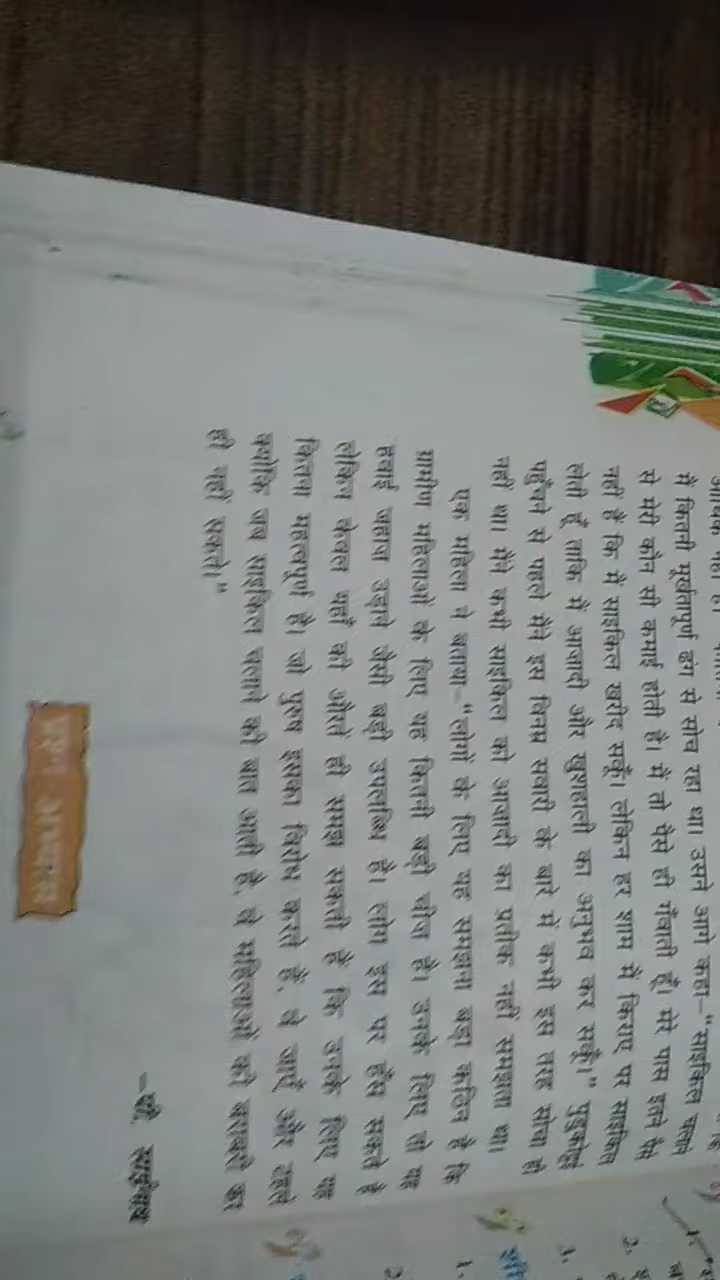 में कितनी मूर्खतापूर्ण ढंग से सोच रहा था। उसने आगे कहा–“साइकिल चलाने
से मेरी कौन सी कमाई होती है। मैं तो पैसे ही गँवाती हूँ। मेरे पास इतने पैसे
नहीं हैं कि मैं साइकिल खरीद सकूँ। लेकिन हर शाम मैं किराए पर साइकिल
लेती हूँ ताकि मैं आजादी और खुशहाली का अनुभव कर सकूँ।” पुडुकोट्टई
पहुँचने से पहले मैंने इस विनम्र सवारी के बारे में कभी इस तरह सोचा ही
नहीं था। मैंने कभी साइकिल को आजादी का प्रतीक नहीं समझा था।
एक महिला ने बताया–“लोगों के लिए यह समझना बड़ा कठिन है कि
ग्रामीण महिलाओं के लिए यह कितनी बड़ी चीज है। उनके लिए तो यह
हवाई जहाज उड़ाने जैसी बड़ी उपलब्धि है। लोग इस पर हँस सकते हैं
लेकिन केवल यहाँ की औरतें ही समझ सकती हैं कि उनके लिए यह
कितना महत्वपूर्ण है। जो पुरुष इसका विरोध करते हैं, वे जाएँ और टहलें
क्योंकि जब साइकिल चलाने की बात आती है, वे महिलाओं की बराबरी कर
ही नहीं सकते।”
–पी. साईनाथ